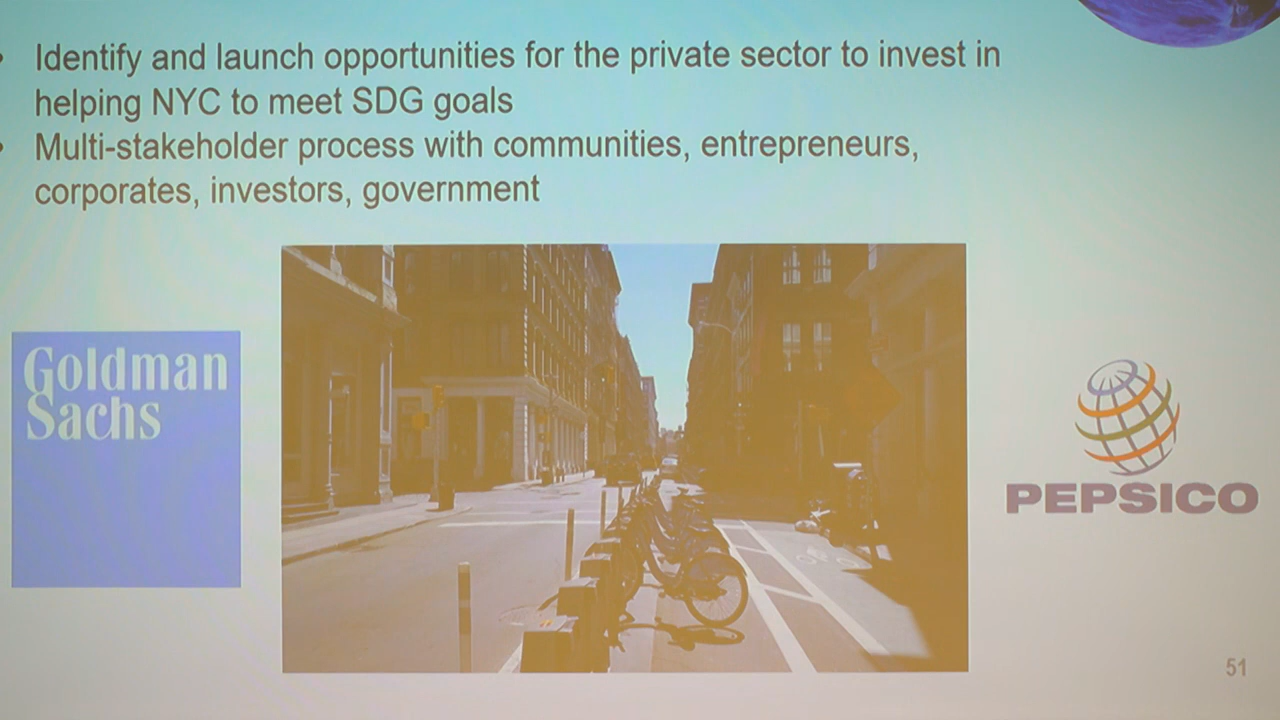 Identify and launch opportunities for the private sector to invest in
helping NYC to meet SDG goals
Multi-stakeholder process with communities, entrepreneurs,
corporates, investors, government
Goldman
Sachs
PEPSICO
51